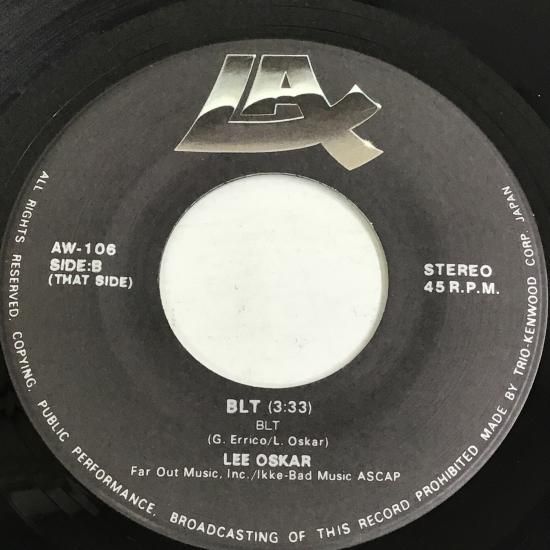 LAX
AW-106
SIDE:B
(THAT SIDE)
STEREO
45 R.P.M.
BLT (3:33)
BLT
(G. Errico/L. Oskar)
LEE OSKAR
Far Out Music, Inc./Ikke-Bad Music ASCAP
ALL RIGHTS RESERVED. COPYING, PUBLIC PERFORMANCE, BROADCASTING OF THIS RECORD PROHIBITED MADE BY TRIO-KENWOOD CORP. JAPAN